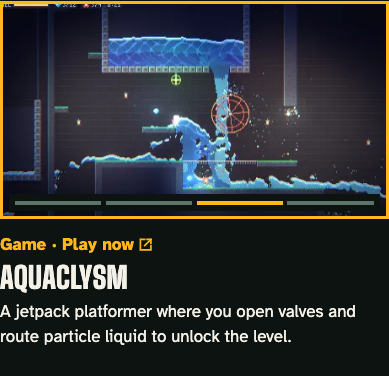 Game · Play now
AQUACLYSM
A jetpack platformer where you open valves and
route particle liquid to unlock the level.